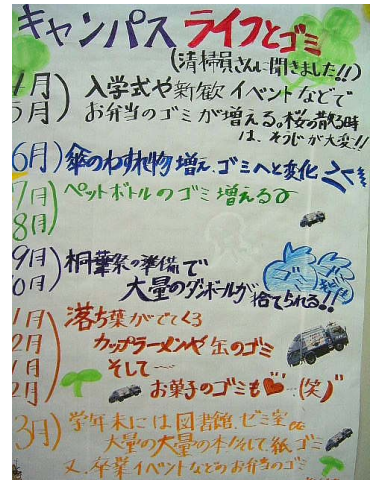 キャンパス ライフとゴミ
(清掃員さんに聞きました!!)
4月
5月)
入学式や新歓イベントなどで
お弁当のゴミが増える。桜の散る時
は、そうじが大変!!
6月) 傘のわすれ物増え、ゴミへと変化
7月
8月)
ペットボトルのゴミ増える
9月
0月)
桐葉祭の準備で
大量のダンボールが捨てられる!!
1月
2月
1月
2月)
落ち葉がでてくる
カップラーメンや缶のゴミ
そして…
お菓子のゴミも♥…(笑)
3月) 学年末には図書館、ゼミ室etc
大量の大量の本、そして紙ゴミ
又、卒業イベントなどのお弁当のゴミ